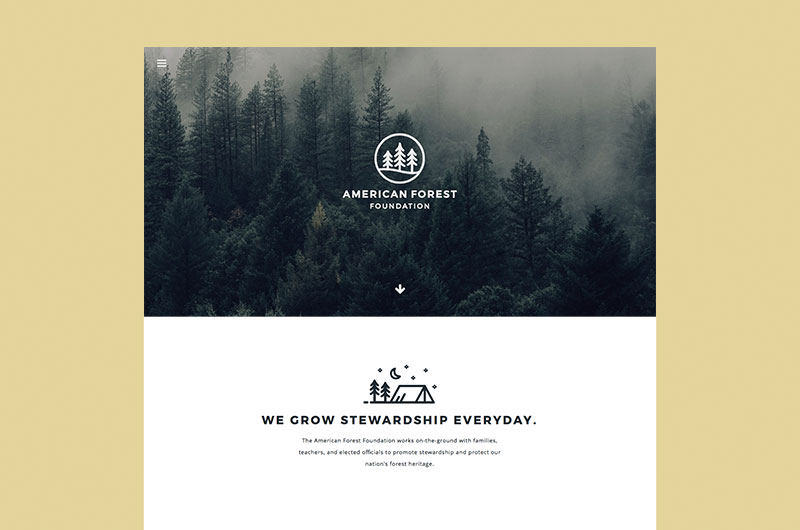 AMERICAN FOREST
FOUNDATION
WE GROW STEWARDSHIP EVERYDAY.
The American Forest Foundation works on-the-ground with families,
teachers, and elected officials to promote stewardship and protect our
nation's forest heritage.